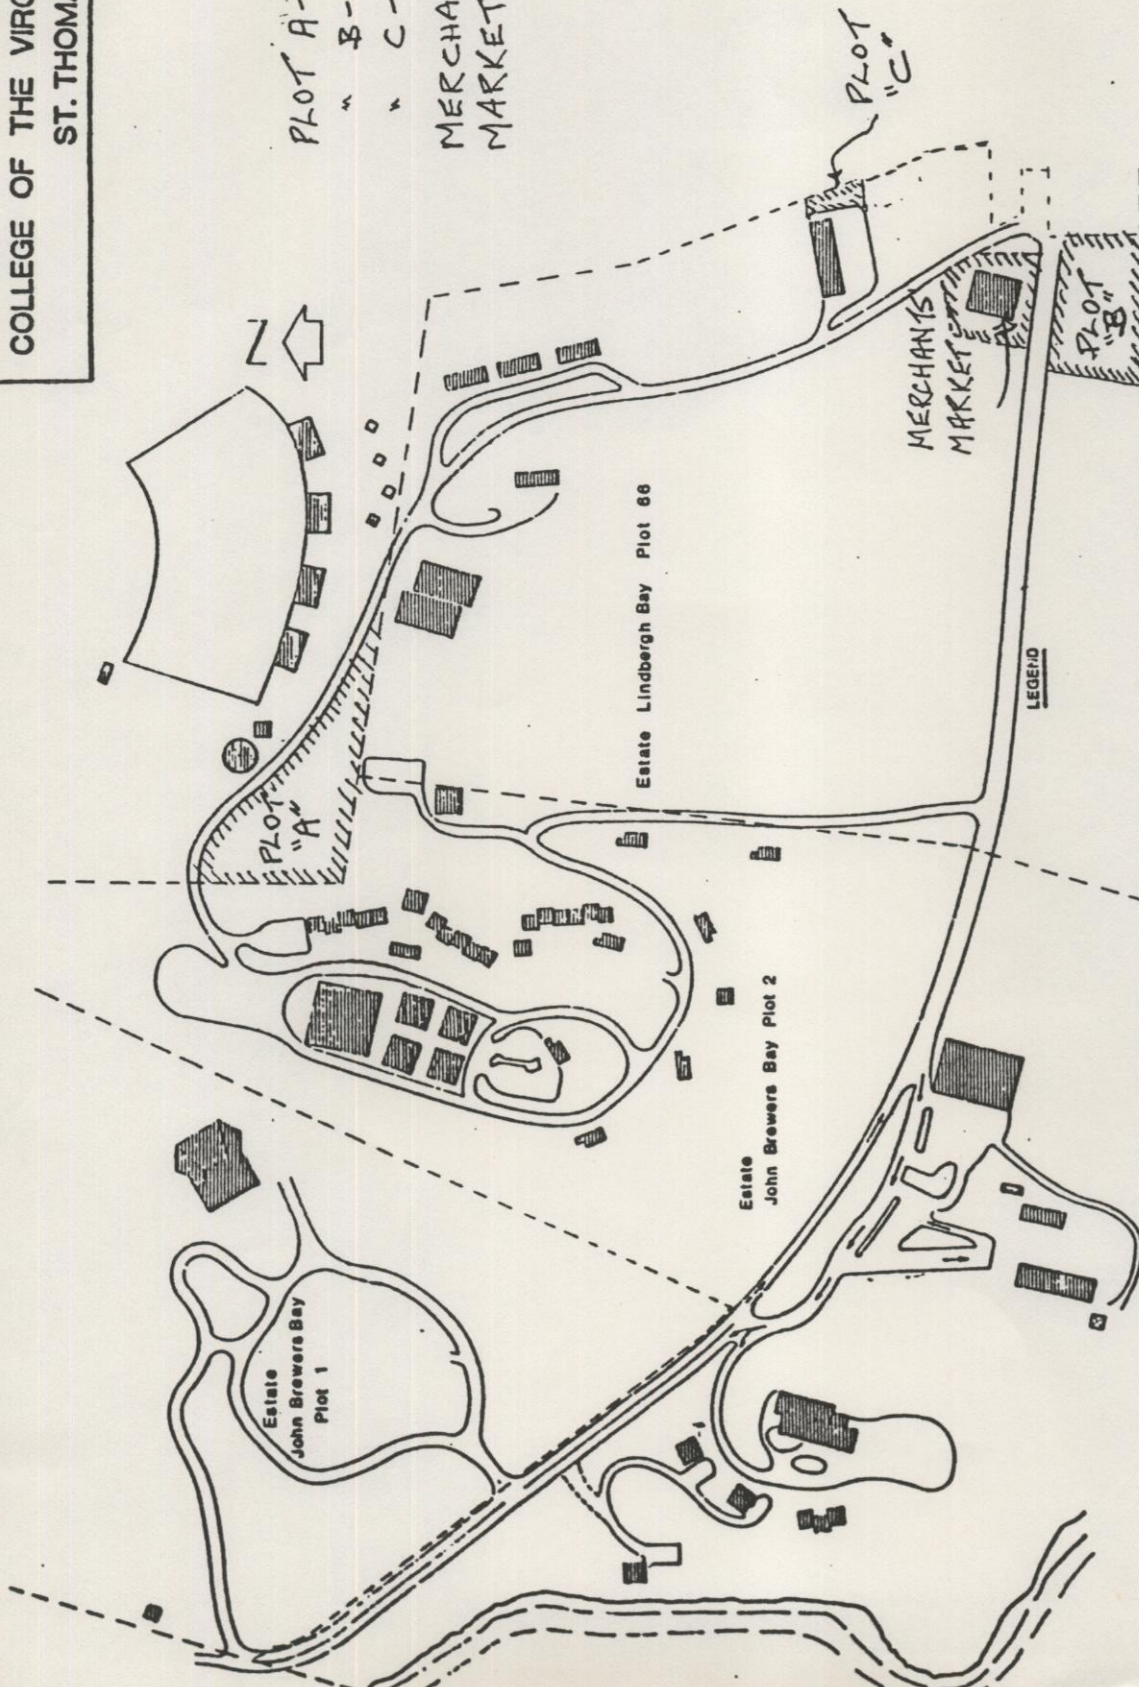 COLLEGE OF THE
ST. THOMA
PLOT A-
" B-
" C-
MERCHA
MARKET
PLOT
"C"
N
PLOT
"A"
Estate Lindbergh Bay Plot 66
MERCHANTS
MARKET
PLOT
"B"
LEGEND
Estate
John Brewers Bay Plot 2
Estate
John Brewers Bay
Plot 1